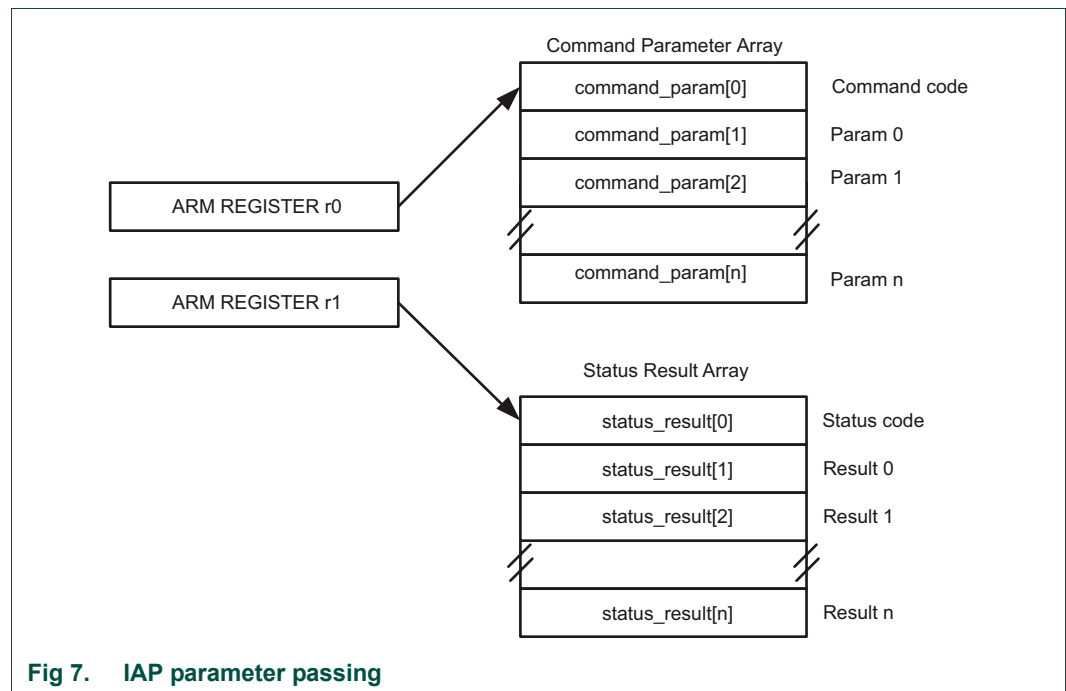 Command Parameter Array
command_param[0] Command code
command_param[1] Param 0
command_param[2] Param 1
ARM REGISTER r0
command_param[n] Param n
ARM REGISTER r1
Status Result Array
status_result[0] Status code
status_result[1] Result 0
status_result[2] Result 1
status_result[n] Result n
Fig 7. IAP parameter passing